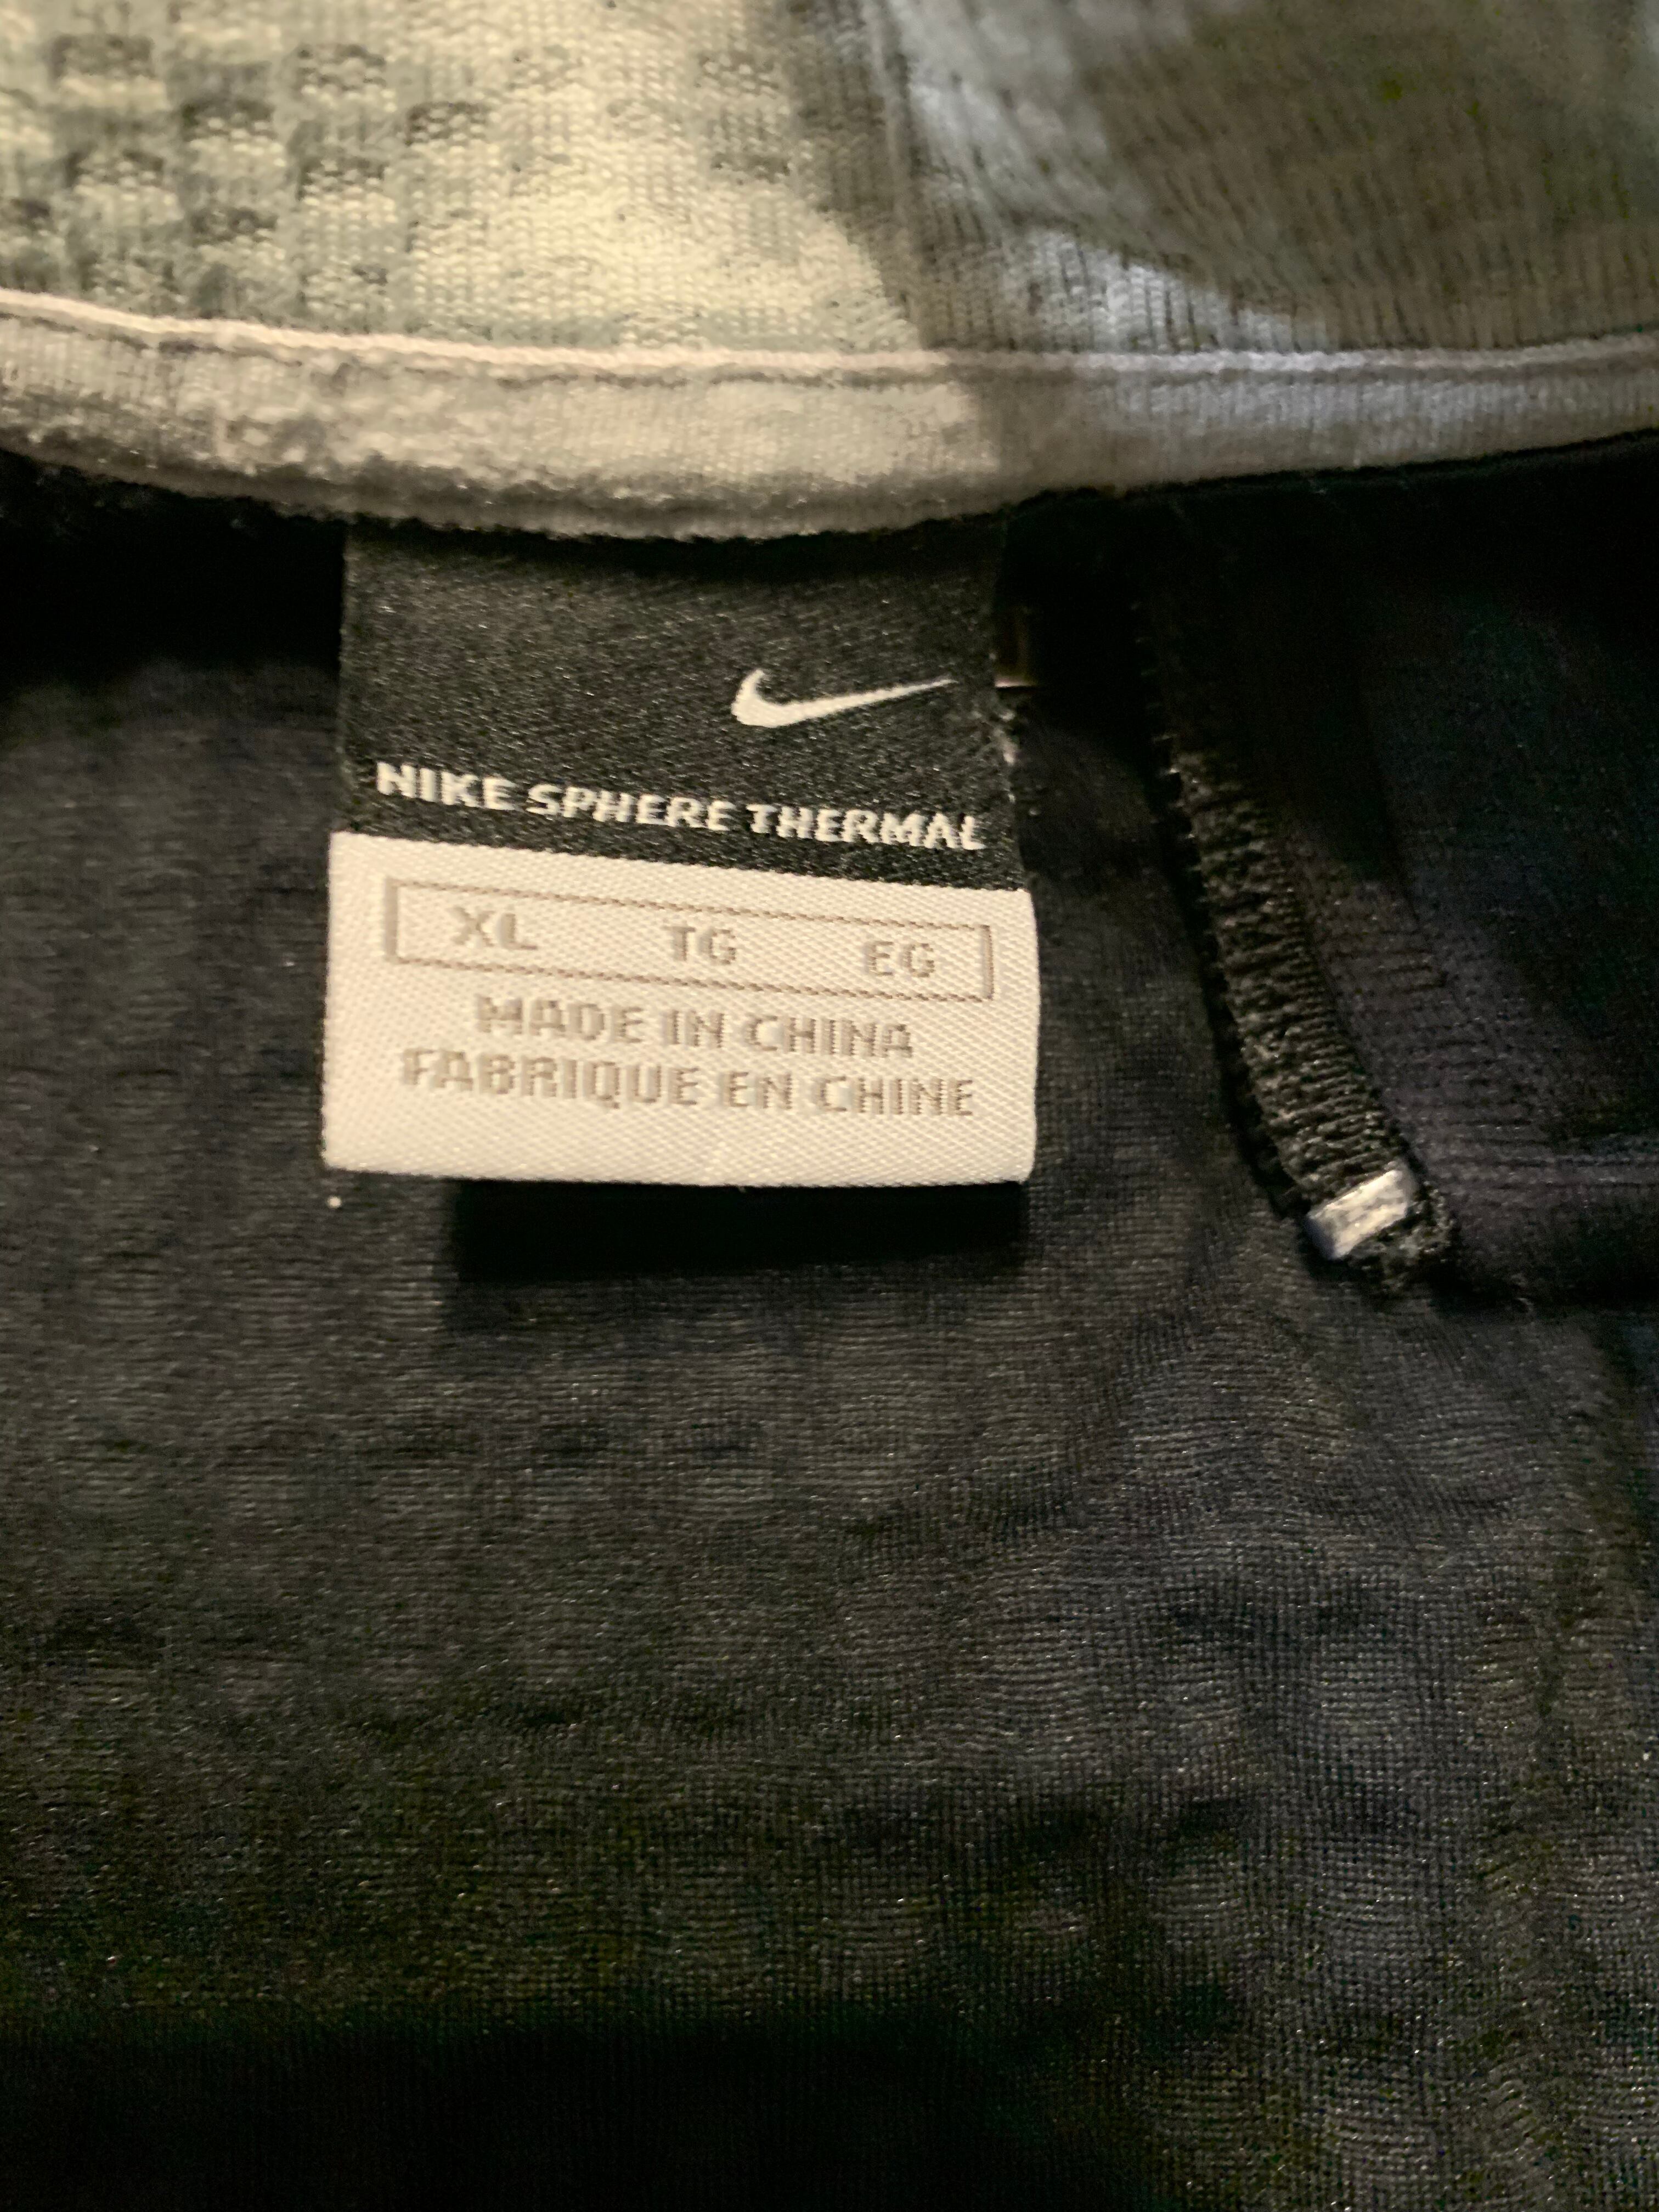 NIKE SPHERE THERMAL
XL TG EG
MADE IN CHINA
FABRIQUE EN CHINE